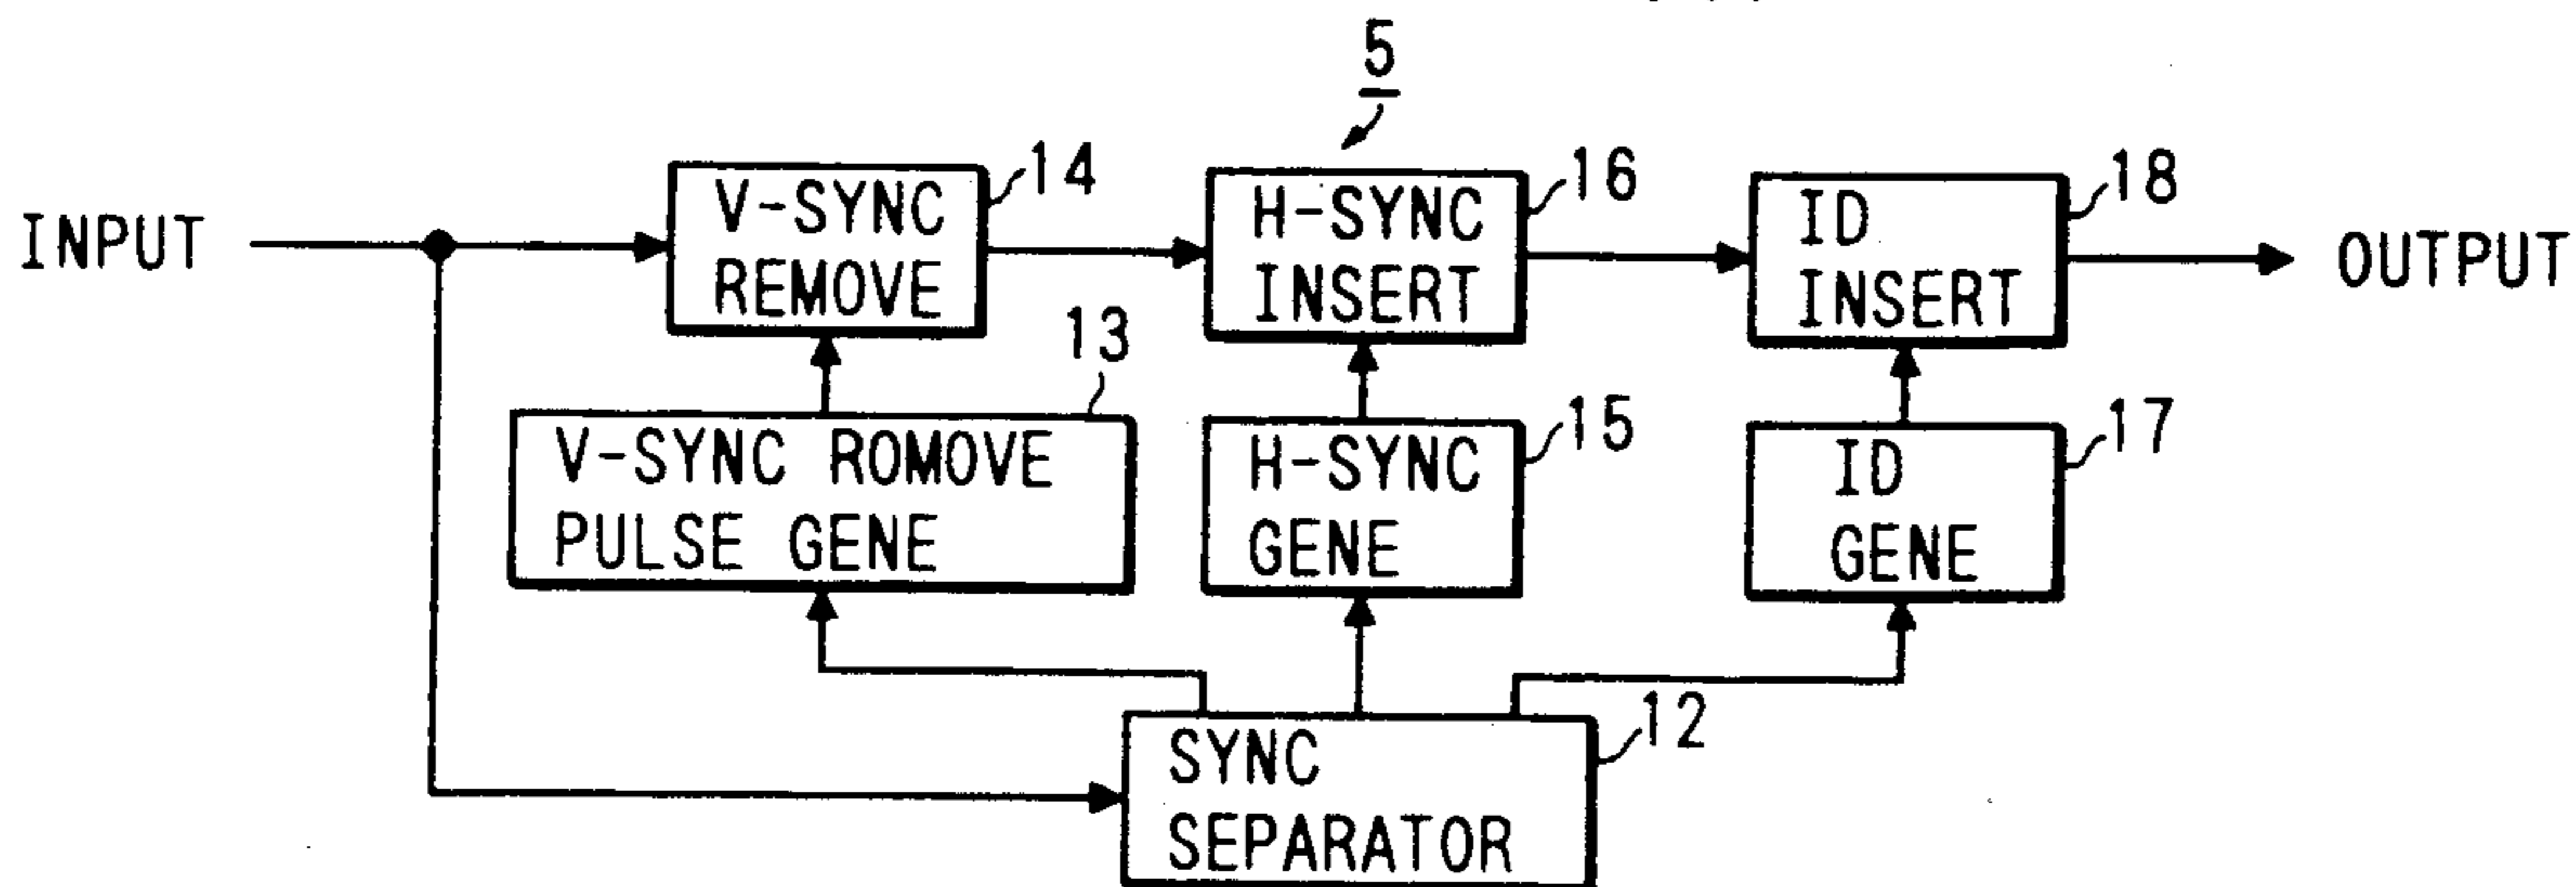 5
INPUT
V-SYNC
REMOVE
14
H-SYNC
INSERT
16
ID
INSERT
18
OUTPUT
V-SYNC ROMOVE
PULSE GENE
13
H-SYNC
GENE
15
ID
GENE
17
SYNC
SEPARATOR
12